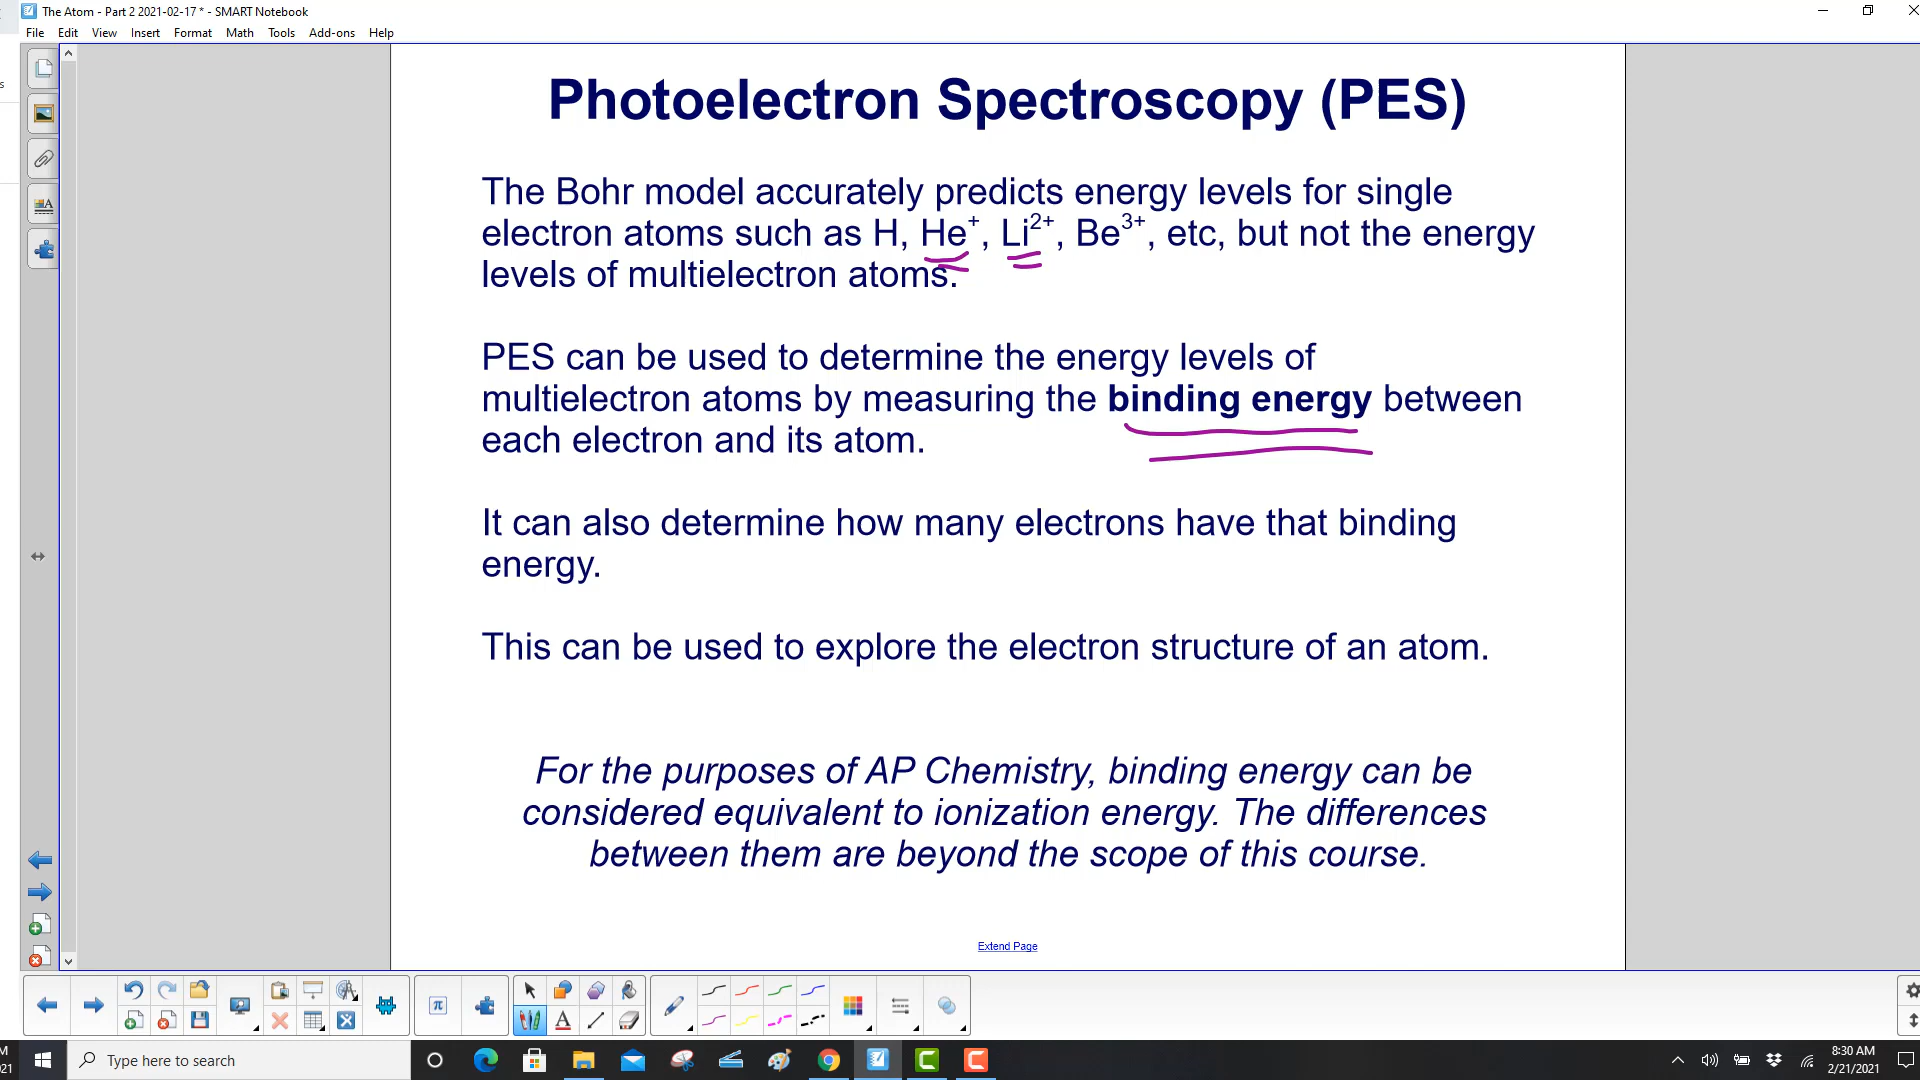 The Atom - Part 2 2021-02-17 * - SMART Notebook
File Edit View Insert Format Math Tools Add-ons Help
Photoelectron Spectroscopy (PES)
The Bohr model accurately predicts energy levels for single
electron atoms such as H, He⁺, Li²⁺, Be³⁺, etc, but not the energy
levels of multielectron atoms.
PES can be used to determine the energy levels of
multielectron atoms by measuring the binding energy between
each electron and its atom.
It can also determine how many electrons have that binding
energy.
This can be used to explore the electron structure of an atom.
For the purposes of AP Chemistry, binding energy can be
considered equivalent to ionization energy. The differences
between them are beyond the scope of this course.
Extend Page
Type here to search
8:30 AM
2/21/2021